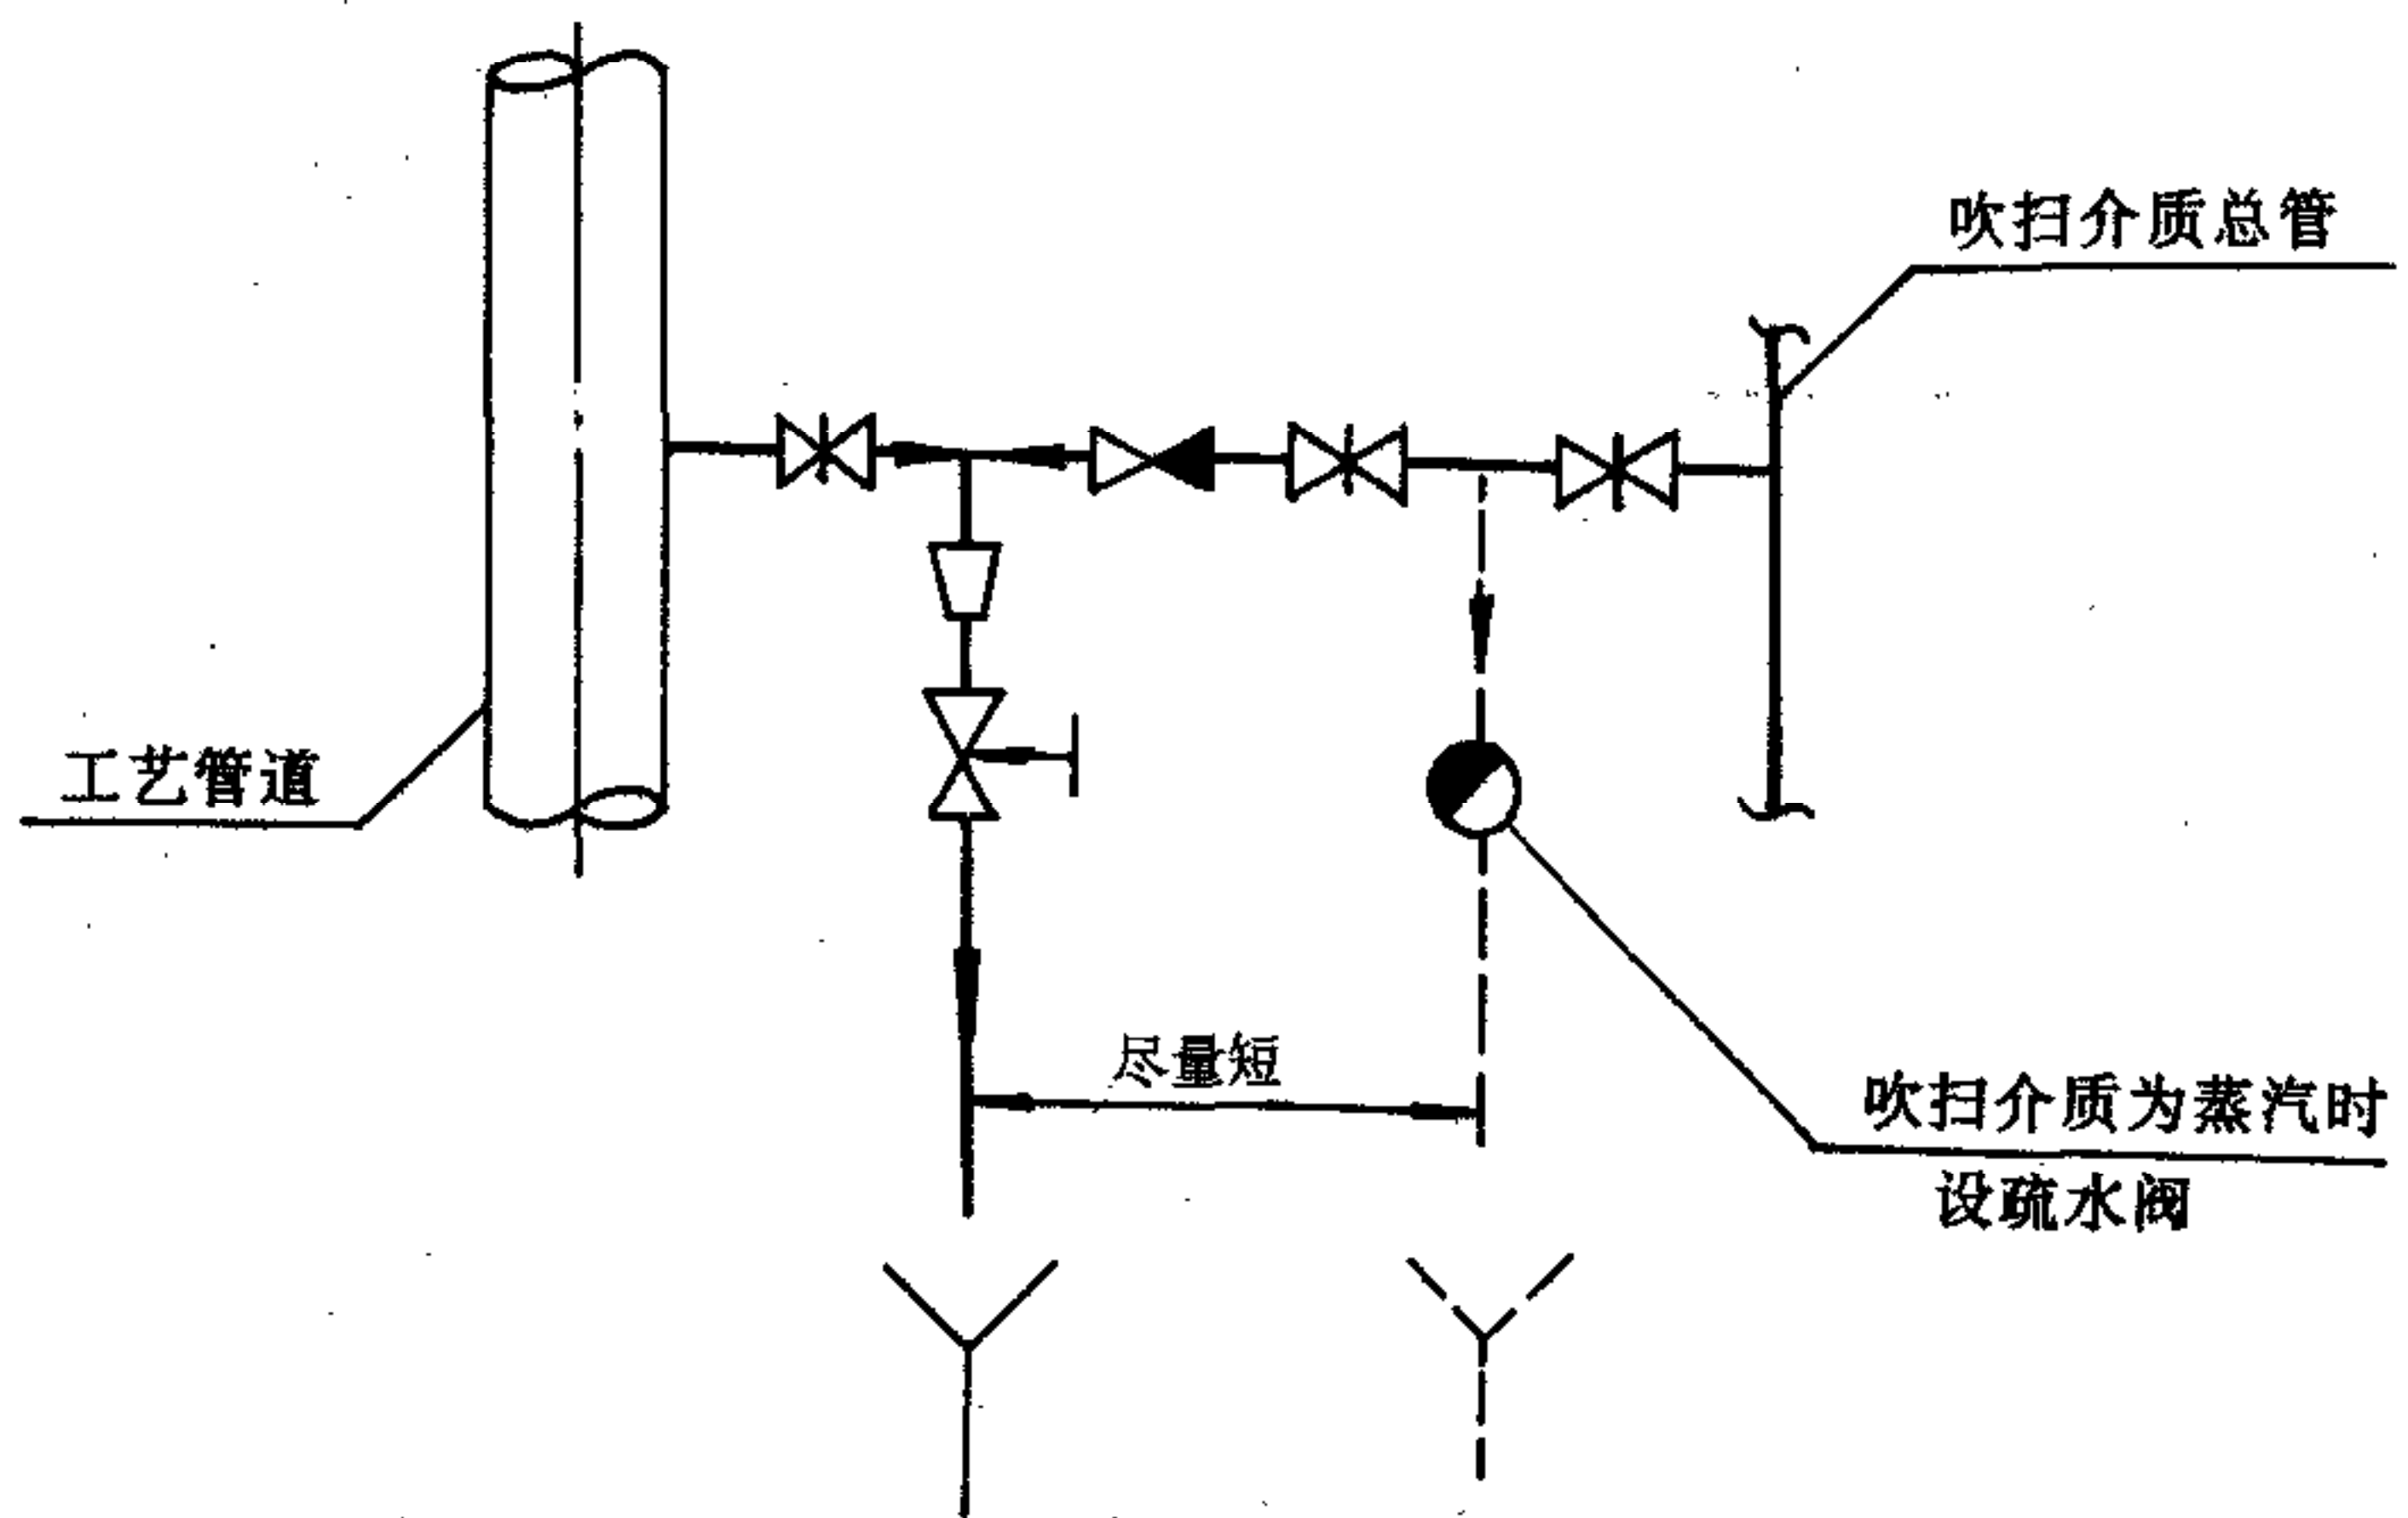 吹扫介质总管
工艺管道
尽量短
吹扫介质为蒸汽时
设疏水阀